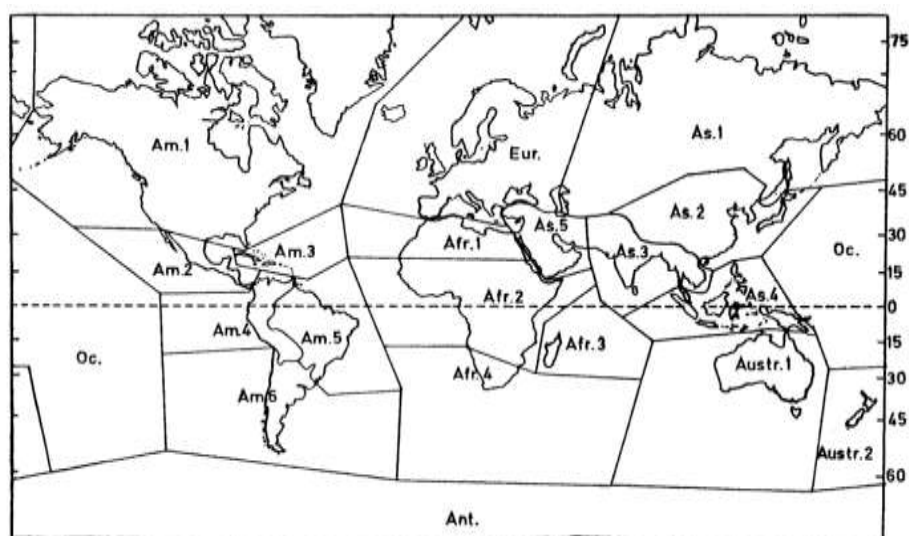 75
60
45
30
15
0
15
30
45
60
Am.1
As.1
Eur.
As.2
Am.3
Afr.1
As.5
As.3
Am.2
Oc.
Afr.2
As.4
Am.4
Am.5
Oc.
Afr.3
Afr.4
Austr.1
Am.6
Austr.2
Ant.